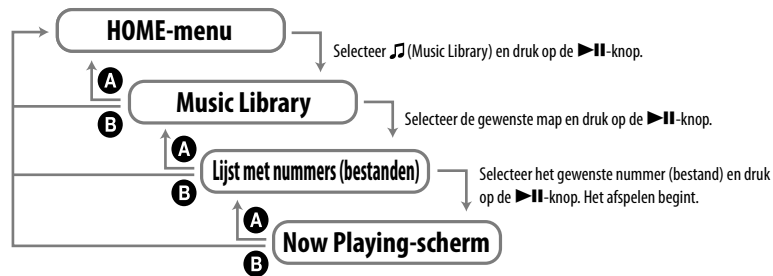 HOME-menu
Selecteer ♫ (Music Library) en druk op de ►II-knop.
A
B
Music Library
Selecteer de gewenste map en druk op de ►II-knop.
A
B
Lijst met nummers (bestanden)
Selecteer het gewenste nummer (bestand) en druk
op de ►II-knop. Het afspelen begint.
A
B
Now Playing-scherm